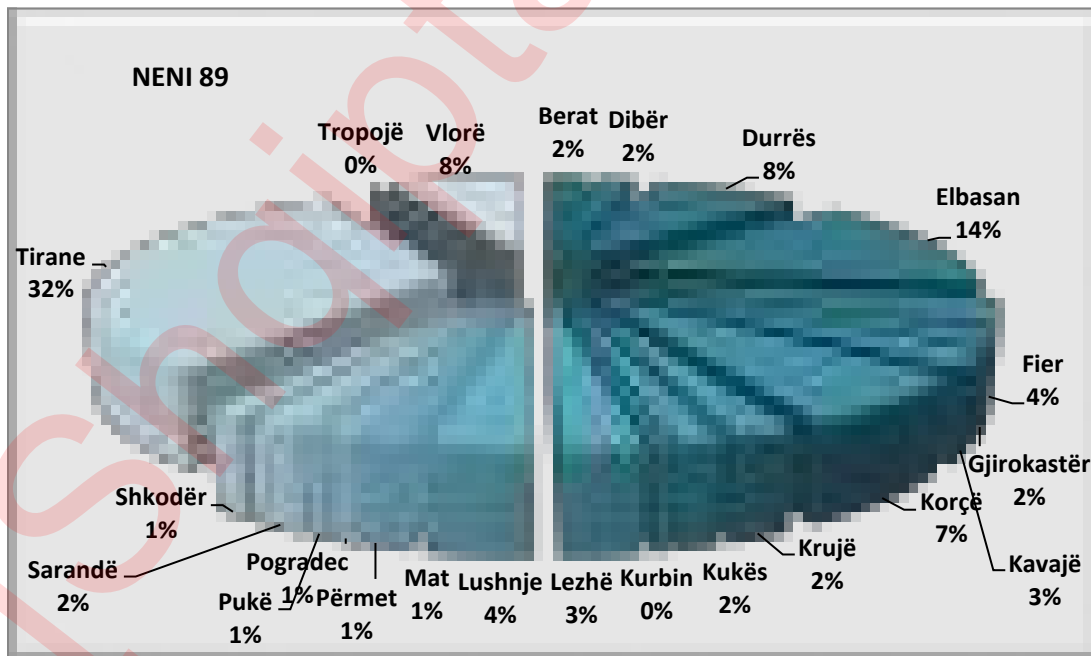 NENI 89
Berat
2%
Dibër
2%
Durrës
8%
Elbasan
14%
Fier
4%
Gjirokastër
2%
Kavajë
3%
Korçë
7%
Krujë
2%
Kukës
2%
Kurbin
0%
Lezhë
3%
Lushnje
4%
Mat
1%
Përmet
1%
Pogradec
1%
Pukë
1%
Sarandë
2%
Shkodër
1%
Tirane
32%
Tropojë
0%
Vlorë
8%